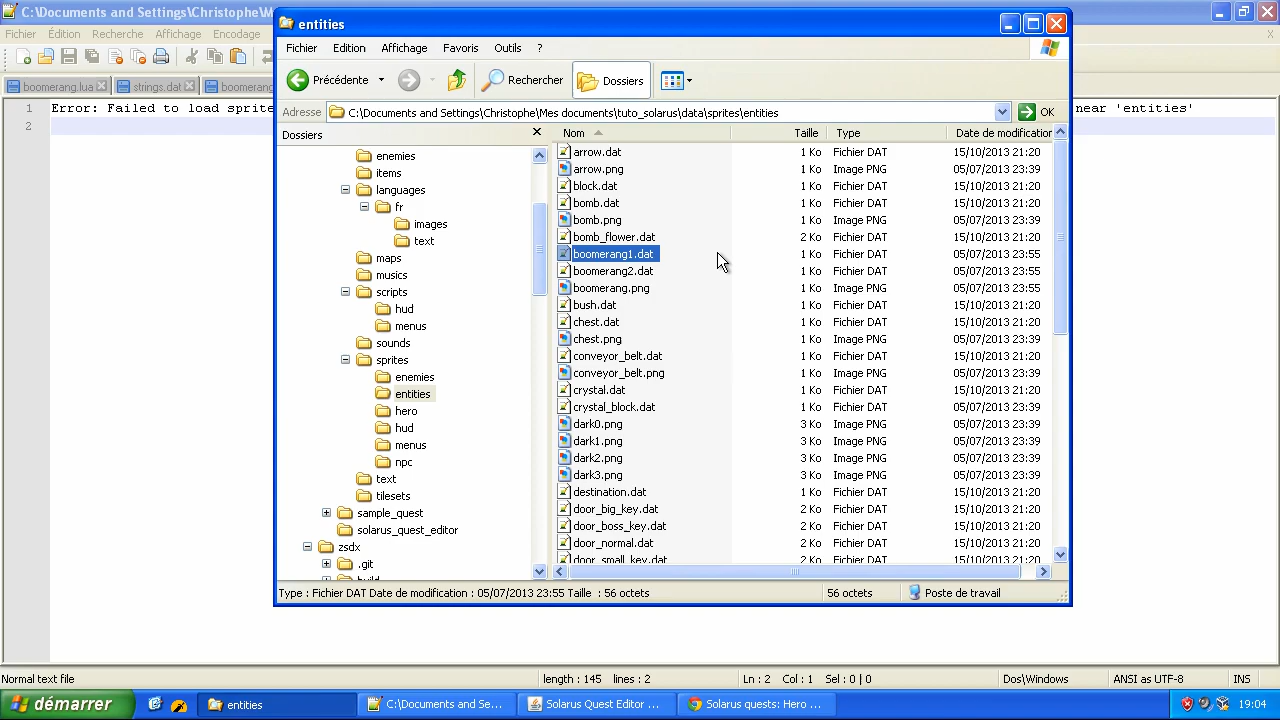 C:\Documents and Settings\Christophe\M
entities
Fichier Édition Recherche Affichage Encodage
Fichier Affichage Favoris Outils ?
Précédente Rechercher Dossiers
boomerang.lua strings.dat boomerang
Adresse C:\Documents and Settings\Christophe\Mes documents\tuto_solarus\data\sprites\entities OK
1 Error: Failed to load sprite near 'entities'
2
Dossiers
Nom Taille Type Date de modification
enemies
items
languages
fr
images
text
maps
musics
scripts
hud
menus
sounds
sprites
enemies
entities
hero
hud
menus
npc
text
tilesets
sample_quest
solarus_quest_editor
zsdx
.git
build
arrow.dat 1 Ko Fichier DAT 15/10/2013 21:20
arrow.png 1 Ko Image PNG 05/07/2013 23:39
block.dat 1 Ko Fichier DAT 15/10/2013 21:20
bomb.dat 1 Ko Fichier DAT 15/10/2013 21:20
bomb.png 1 Ko Image PNG 05/07/2013 23:39
bomb_flower.dat 2 Ko Fichier DAT 15/10/2013 21:20
boomerang1.dat 1 Ko Fichier DAT 05/07/2013 23:55
boomerang2.dat 1 Ko Fichier DAT 05/07/2013 23:55
boomerang.png 1 Ko Image PNG 05/07/2013 23:55
bush.dat 1 Ko Fichier DAT 15/10/2013 21:20
chest.dat 1 Ko Fichier DAT 15/10/2013 21:20
chest.png 1 Ko Image PNG 05/07/2013 23:39
conveyor_belt.dat 1 Ko Fichier DAT 15/10/2013 21:20
conveyor_belt.png 1 Ko Image PNG 05/07/2013 23:39
crystal.dat 1 Ko Fichier DAT 15/10/2013 21:20
crystal_block.dat 1 Ko Fichier DAT 05/07/2013 23:39
dark0.png 3 Ko Image PNG 05/07/2013 23:39
dark1.png 3 Ko Image PNG 05/07/2013 23:39
dark2.png 3 Ko Image PNG 05/07/2013 23:39
dark3.png 3 Ko Image PNG 05/07/2013 23:39
destination.dat 1 Ko Fichier DAT 15/10/2013 21:20
door_big_key.dat 2 Ko Fichier DAT 15/10/2013 21:20
door_boss_key.dat 2 Ko Fichier DAT 15/10/2013 21:20
door_normal.dat 2 Ko Fichier DAT 15/10/2013 21:20
door_small_key.dat 2 Ko Fichier DAT 15/10/2013 21:20
Type : Fichier DAT Date de modification : 05/07/2013 23:55 Taille : 56 octets 56 octets Poste de travail
Normal text file length : 145 lines : 2 Ln : 2 Col : 1 Sel : 0 | 0 Dos\Windows ANSI as UTF-8 INS
démarrer entities C:\Documents and Se... Solarus Quest Editor ... Solarus quests: Hero ... 19:04